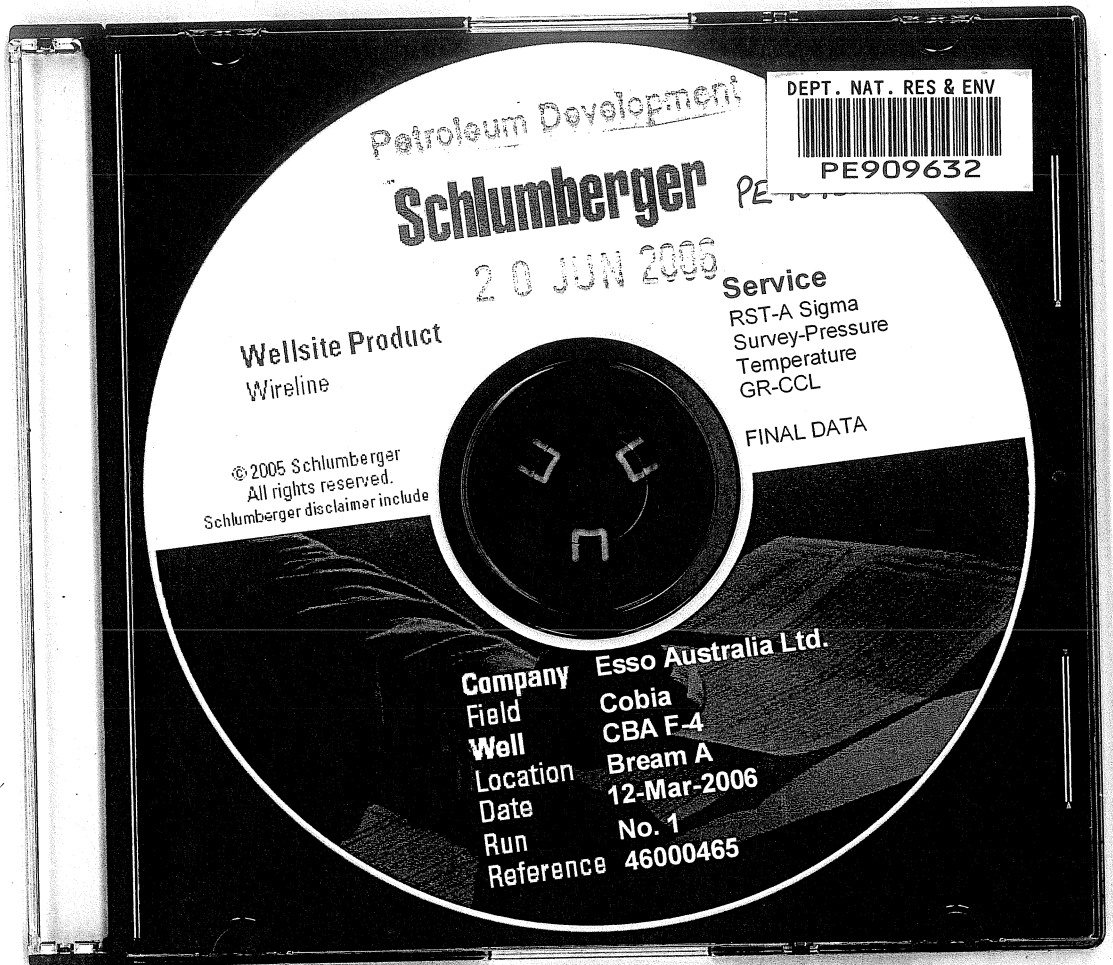 Petroleum Development
DEPT. NAT. RES & ENV
PE909632
Schlumberger
PE
20 JUN 2006
Service
RST-A Sigma
Survey-Pressure
Temperature
GR-CCL
FINAL DATA
Wellsite Product
Wireline
© 2005 Schlumberger
All rights reserved.
Schlumberger disclaimer include
Company Esso Australia Ltd.
Field Cobia
Well CBA F-4
Location Bream A
Date 12-Mar-2006
Run No. 1
Reference 46000465